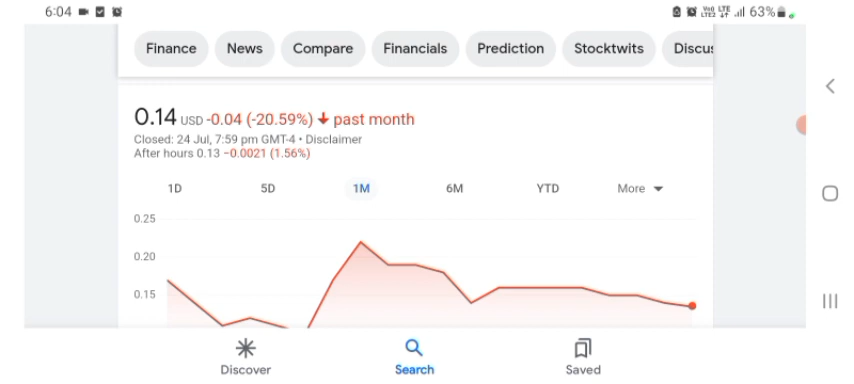 6:04
LTE 63%
Finance News Compare Financials Prediction Stocktwits Discus
0.14 USD -0.04 (-20.59%) past month
Closed: 24 Jul, 7:59 pm GMT-4 • Disclaimer
After hours 0.13 −0.0021 (1.56%)
1D 5D 1M 6M YTD More
0.25
0.20
0.15
Discover Search Saved